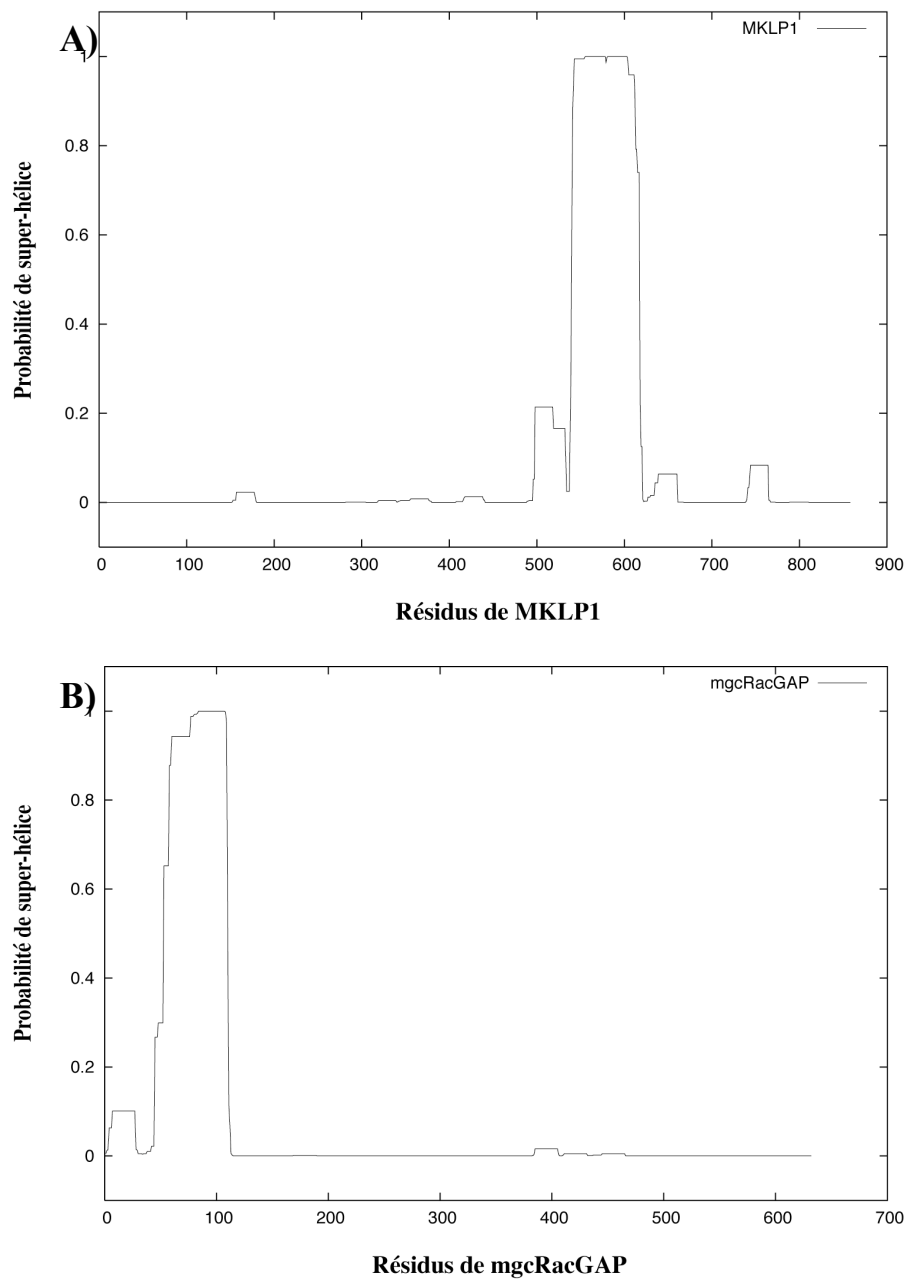 A)
MKLP1
1
0.8
0.6
0.4
0.2
0
Probabilité de super-hélice
0 100 200 300 400 500 600 700 800 900
Résidus de MKLP1
B)
mgcRacGAP
1
0.8
0.6
0.4
0.2
0
Probabilité de super-hélice
0 100 200 300 400 500 600 700
Résidus de mgcRacGAP